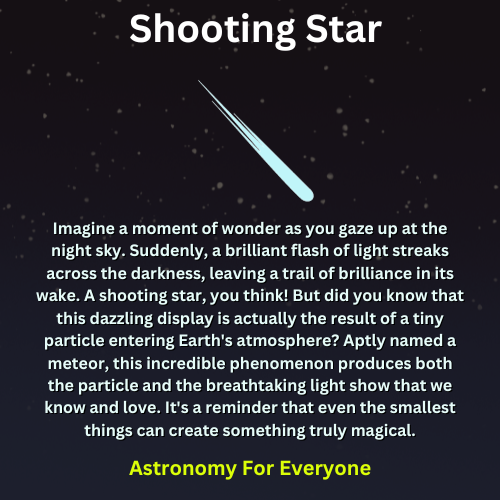 Shooting Star
Imagine a moment of wonder as you gaze up at the
night sky. Suddenly, a brilliant flash of light streaks
across the darkness, leaving a trail of brilliance in its
wake. A shooting star, you think! But did you know that
this dazzling display is actually the result of a tiny
particle entering Earth's atmosphere? Aptly named a
meteor, this incredible phenomenon produces both
the particle and the breathtaking light show that we
know and love. It's a reminder that even the smallest
things can create something truly magical.
Astronomy For Everyone